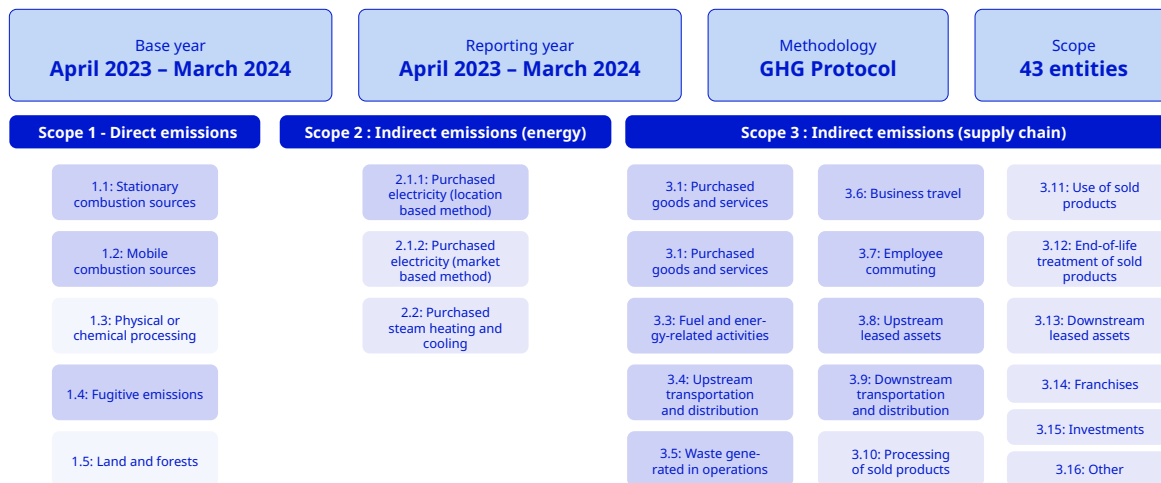 Base year
April 2023 – March 2024
Reporting year
April 2023 – March 2024
Methodology
GHG Protocol
Scope
43 entities
Scope 1 - Direct emissions
1.1: Stationary
combustion sources
1.2: Mobile
combustion sources
1.3: Physical or
chemical processing
1.4: Fugitive emissions
1.5: Land and forests
Scope 2 : Indirect emissions (energy)
2.1.1: Purchased
electricity (location
based method)
2.1.2: Purchased
electricity (market
based method)
2.2: Purchased
steam heating and
cooling
Scope 3 : Indirect emissions (supply chain)
3.1: Purchased
goods and services
3.1: Purchased
goods and services
3.3: Fuel and ener-
gy-related activities
3.4: Upstream
transportation
and distribution
3.5: Waste gene-
rated in operations
3.6: Business travel
3.7: Employee
commuting
3.8: Upstream
leased assets
3.9: Downstream
transportation
and distribution
3.10: Processing
of sold products
3.11: Use of sold
products
3.12: End-of-life
treatment of sold
products
3.13: Downstream
leased assets
3.14: Franchises
3.15: Investments
3.16: Other